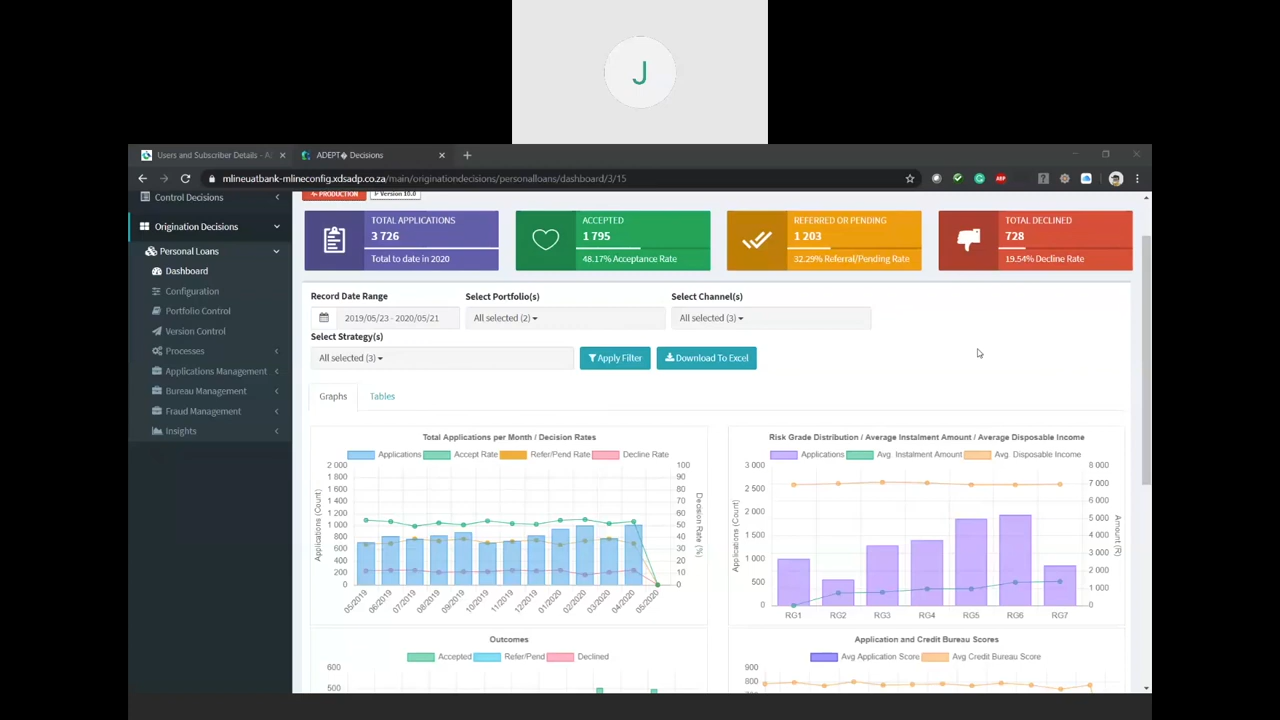 J
Users and Subscriber Details - A
ADEPT� Decisions
mlineuatbank-mlineconfig.xdsadp.co.za/main/originationdecisions/personalloans/dashboard/3/15
ABP
Control Decisions
Origination Decisions
Personal Loans
Dashboard
Configuration
Portfolio Control
Version Control
Processes
Applications Management
Bureau Management
Fraud Management
Insights
PRODUCTION
Version 10.0
TOTAL APPLICATIONS
3 726
Total to date in 2020
ACCEPTED
1 795
48.17% Acceptance Rate
REFERRED OR PENDING
1 203
32.29% Referral/Pending Rate
TOTAL DECLINED
728
19.54% Decline Rate
Record Date Range
Select Portfolio(s)
Select Channel(s)
2019/05/23 - 2020/05/21
All selected (2)
All selected (3)
Select Strategy(s)
All selected (3)
Apply Filter
Download To Excel
Graphs
Tables
Total Applications per Month / Decision Rates
Applications
Accept Rate
Refer/Pend Rate
Decline Rate
2 000
1 800
1 600
1 400
1 200
1 000
800
600
400
200
0
Applications (Count)
100
90
80
70
60
50
40
30
20
10
0
Decision Rate (%)
05/2019
06/2019
07/2019
08/2019
09/2019
10/2019
11/2019
12/2019
01/2020
02/2020
03/2020
04/2020
05/2020
Risk Grade Distribution / Average Instalment Amount / Average Disposable Income
Applications
Avg. Instalment Amount
Avg. Disposable Income
3 000
2 500
2 000
1 500
1 000
500
0
Applications (Count)
8 000
7 000
6 000
5 000
4 000
3 000
2 000
1 000
0
Amount (R)
RG1
RG2
RG3
RG4
RG5
RG6
RG7
Outcomes
Accepted
Refer/Pend
Declined
600
500
Application and Credit Bureau Scores
Avg Application Score
Avg Credit Bureau Score
900
800